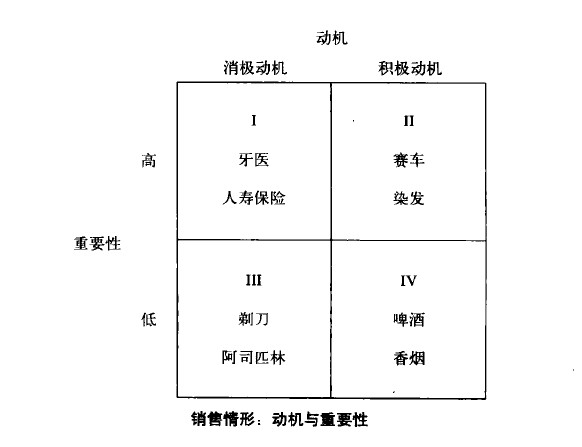 动机
消极动机 积极动机
I II
高 牙医 赛车
人寿保险 染发
重要性
III IV
低 剃刀 啤酒
阿司匹林 香烟
销售情形：动机与重要性